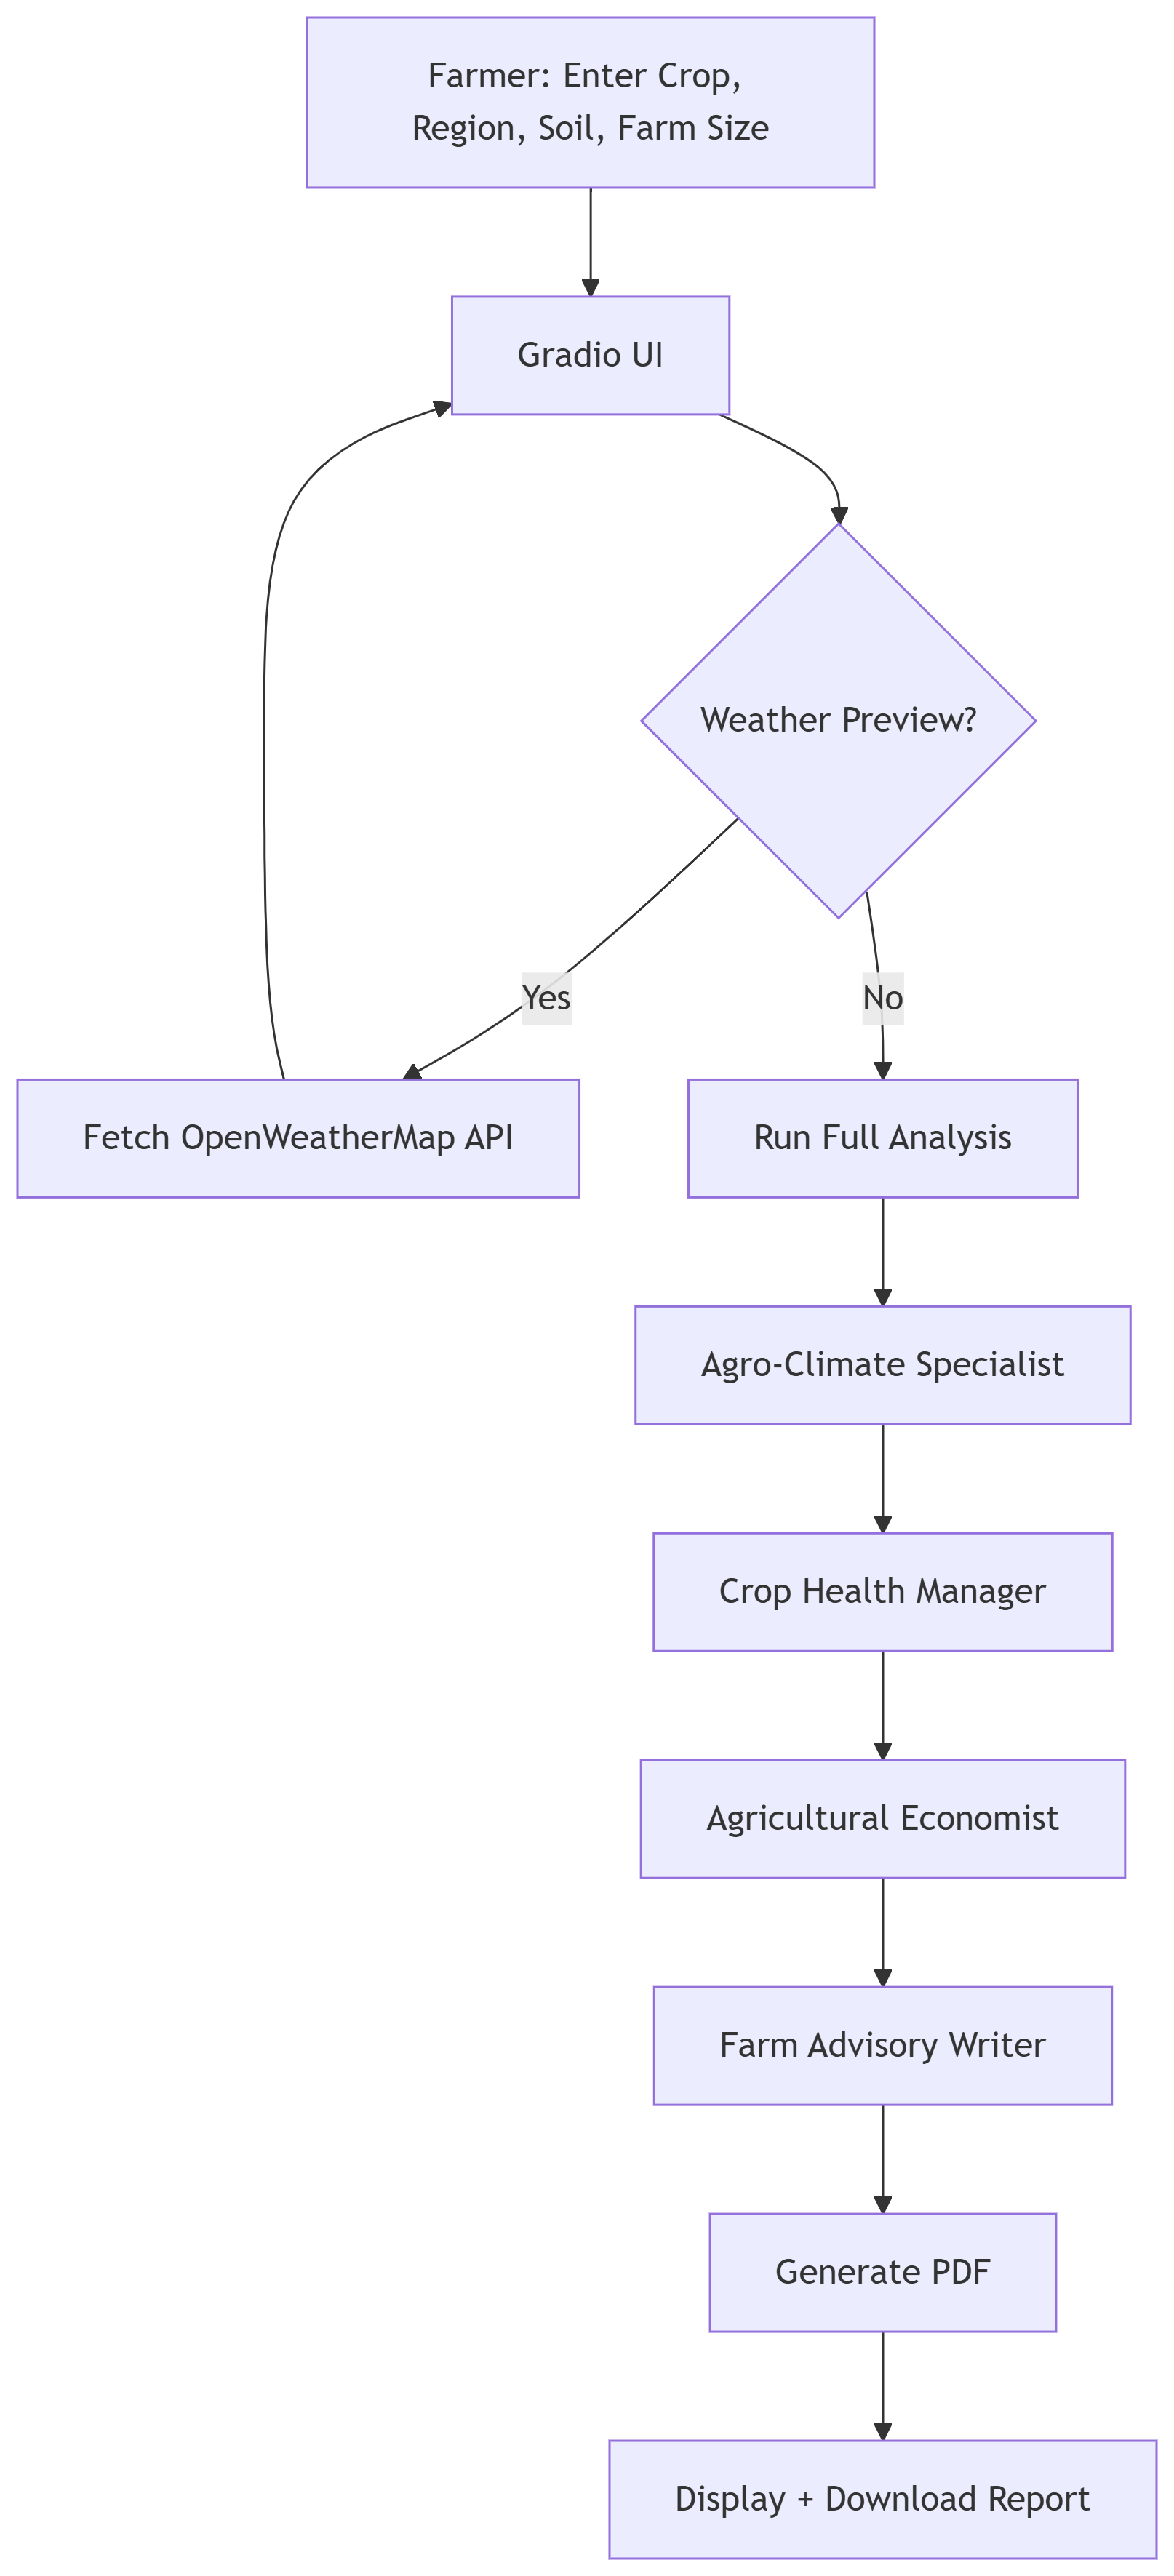 Farmer: Enter Crop,
Region, Soil, Farm Size
Gradio UI
Weather Preview?
Yes
No
Fetch OpenWeatherMap API
Run Full Analysis
Agro-Climate Specialist
Crop Health Manager
Agricultural Economist
Farm Advisory Writer
Generate PDF
Display + Download Report